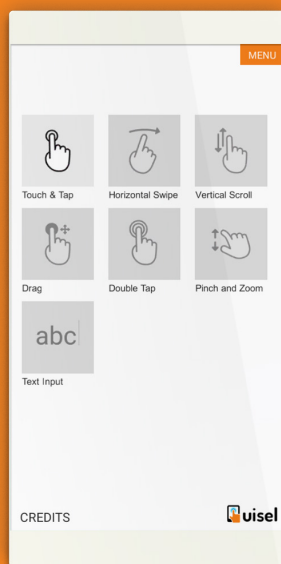 MENU
Touch & Tap
Horizontal Swipe
Vertical Scroll
Drag
Double Tap
Pinch and Zoom
abc
Text Input
CREDITS
uisel